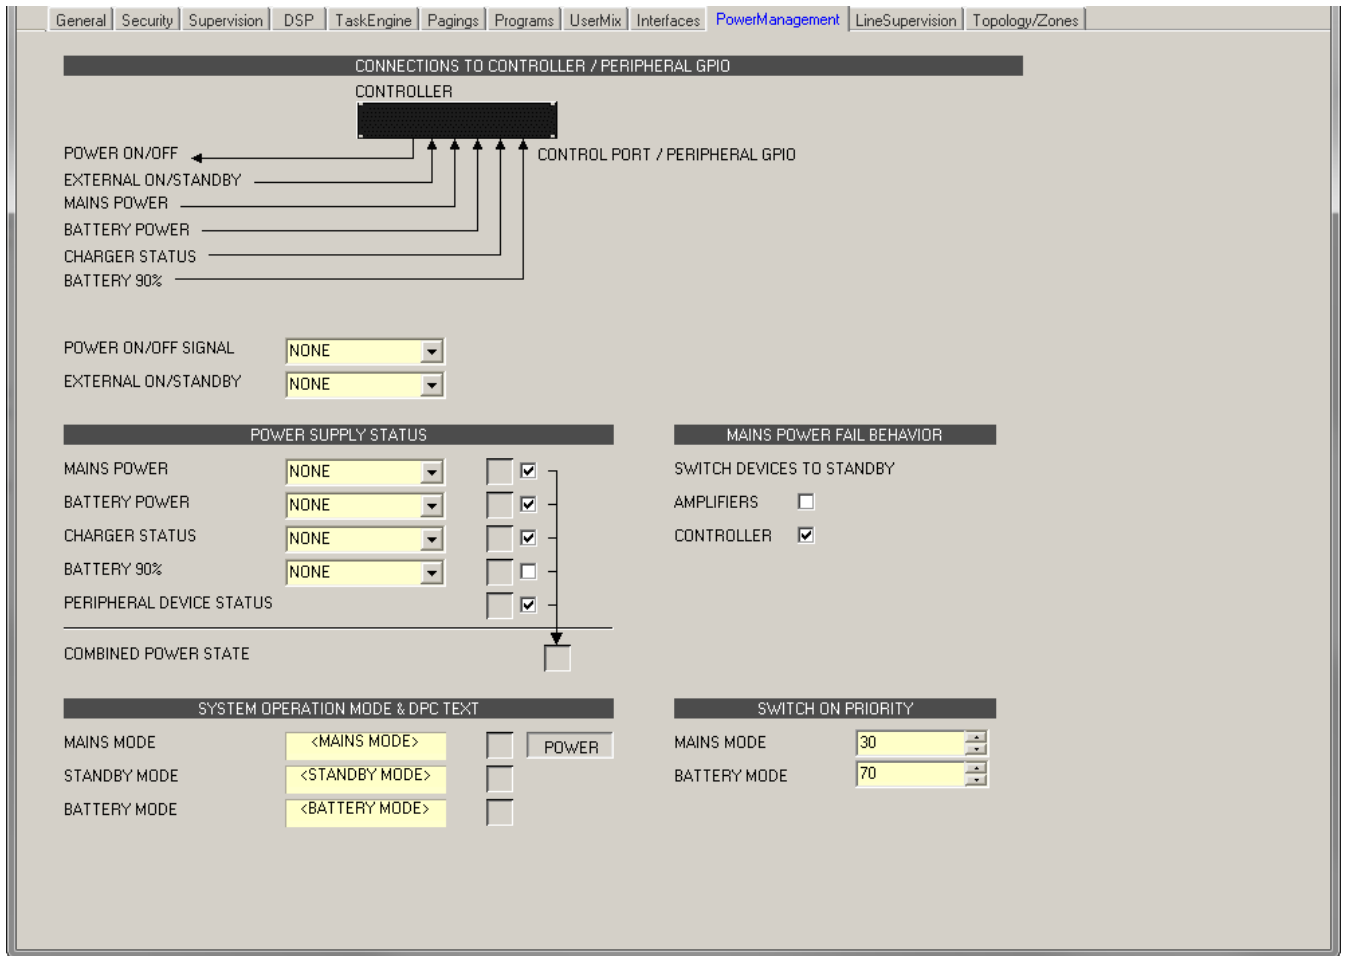 General Security Supervision DSP TaskEngine Pagings Programs UserMix Interfaces PowerManagement LineSupervision Topology/Zones
CONNECTIONS TO CONTROLLER / PERIPHERAL GPIO
CONTROLLER
POWER ON/OFF
CONTROL PORT / PERIPHERAL GPIO
EXTERNAL ON/STANDBY
MAINS POWER
BATTERY POWER
CHARGER STATUS
BATTERY 90%
POWER ON/OFF SIGNAL NONE
EXTERNAL ON/STANDBY NONE
POWER SUPPLY STATUS
MAINS POWER NONE
BATTERY POWER NONE
CHARGER STATUS NONE
BATTERY 90% NONE
PERIPHERAL DEVICE STATUS
COMBINED POWER STATE
MAINS POWER FAIL BEHAVIOR
SWITCH DEVICES TO STANDBY
AMPLIFIERS
CONTROLLER
SYSTEM OPERATION MODE & DPC TEXT
MAINS MODE <MAINS MODE> POWER
STANDBY MODE <STANDBY MODE>
BATTERY MODE <BATTERY MODE>
SWITCH ON PRIORITY
MAINS MODE 30
BATTERY MODE 70